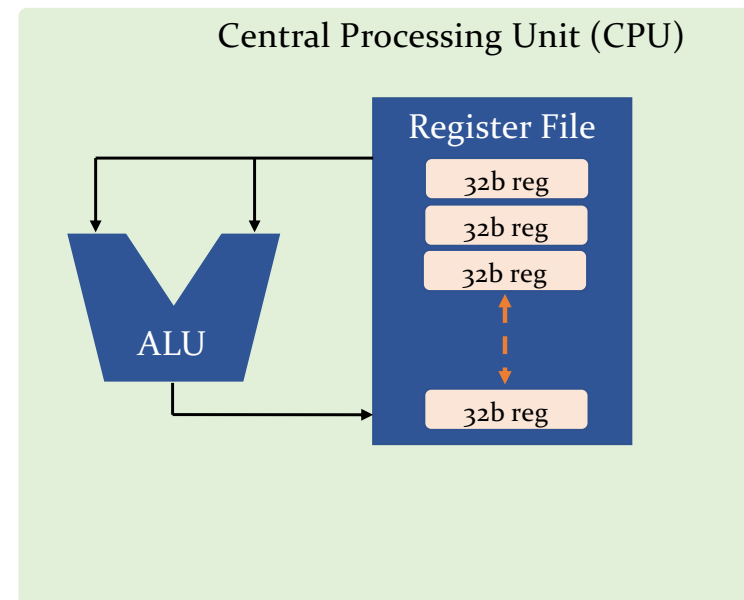 Central Processing Unit (CPU)
Register File
32b reg
32b reg
32b reg
ALU
32b reg